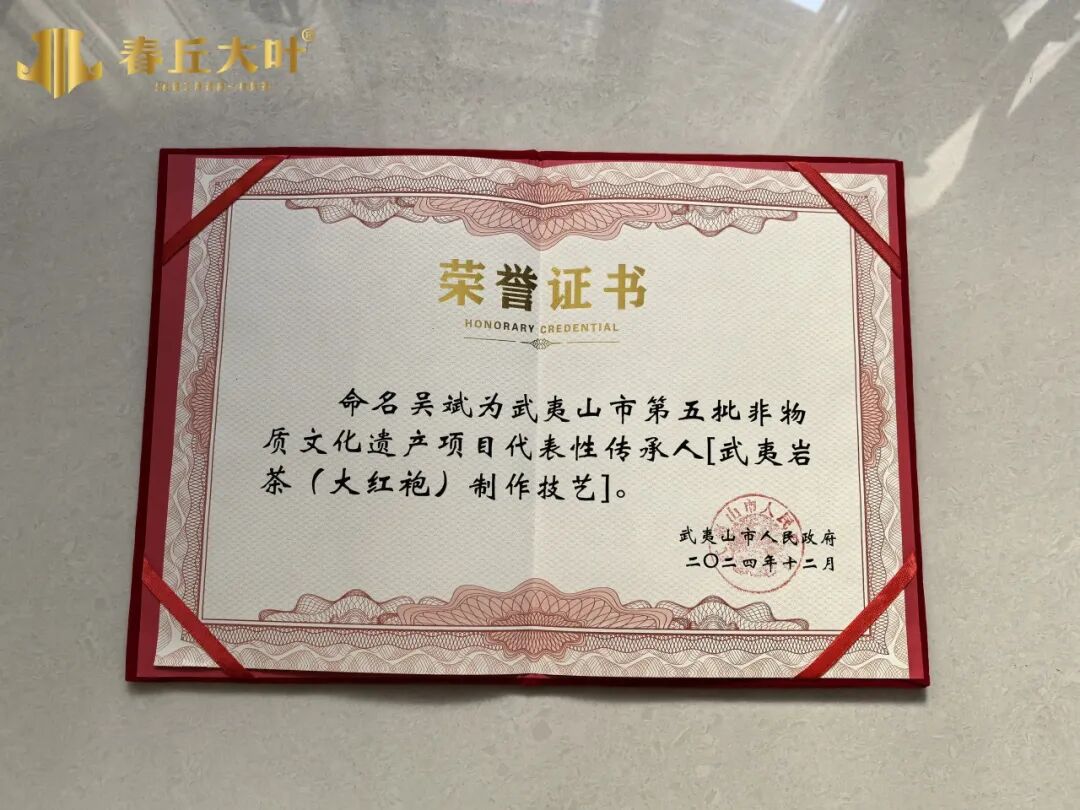 春丘大叶®
荣誉证书
HONORARY CREDENTIAL
命名吴斌为武夷山市第五批非物
质文化遗产项目代表性传承人[武夷岩
茶（大红袍）制作技艺]。
武夷山市人民政府
二〇二四年十二月